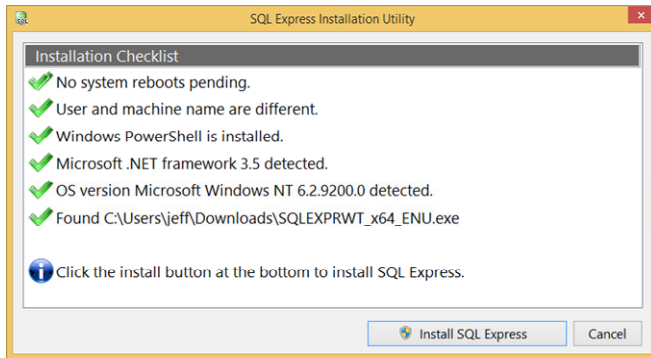 SQL Express Installation Utility
Installation Checklist
No system reboots pending.
User and machine name are different.
Windows PowerShell is installed.
Microsoft .NET framework 3.5 detected.
OS version Microsoft Windows NT 6.2.9200.0 detected.
Found C:\Users\jeff\Downloads\SQLEXPRWT_x64_ENU.exe
Click the install button at the bottom to install SQL Express.
Install SQL Express
Cancel